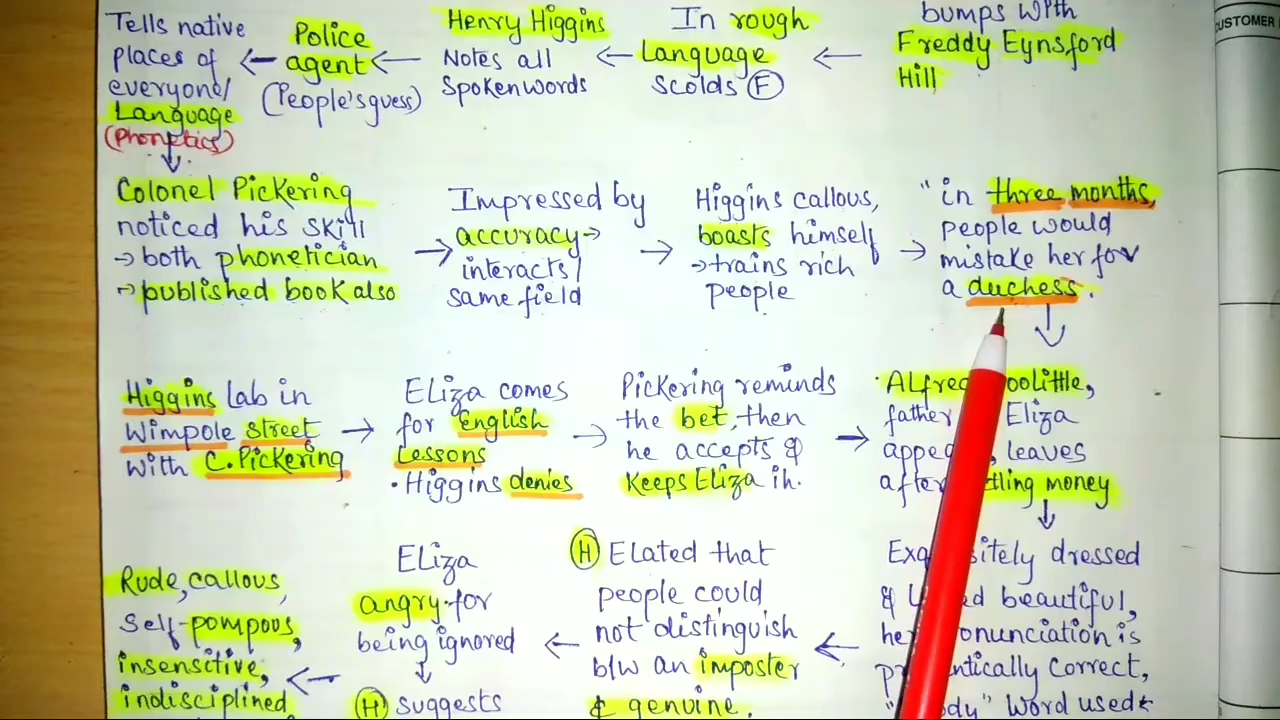 Tells native
places of
everyone/
Language
(Phonetics)
Police
agent
(People's guess)
Henry Higgins
Notes all
Spoken words
In rough
Language
scolds (F)
bumps with
Freddy Eynsford
Hill
CUSTOMER
Colonel Pickering
noticed his skill
→ both phonetician
→ published book also
Impressed by
accuracy→
interacts/
same field
Higgins callous,
boasts himself
→trains rich
people
"in three months,
people would
mistake her for
a duchess.
Higgins Lab in
Wimpole street
with C.Pickering
Eliza comes
for English
Lessons
• Higgins denies
Pickering reminds
the bet, then
he accepts &
Keeps Eliza in.
• Alfred Doolittle,
father Eliza
leaves
after money
Rude, callous,
Self-pompous,
insensitive,
indisciplined
Eliza
angry for
being ignored
(H) suggests
(H) Elated that
people could
not distinguish
b/w an imposter
& genuine.
Exquisitely dressed
& beautiful,
her pronunciation is
correct,
word used &